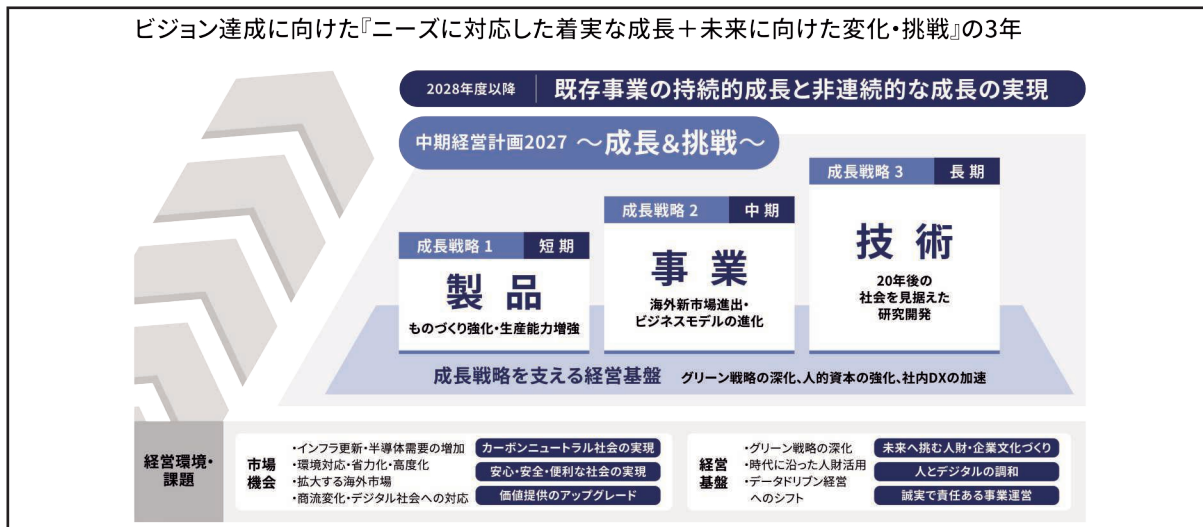 ビジョン達成に向けた『ニーズに対応した着実な成長＋未来に向けた変化・挑戦』の3年
2028年度以降 既存事業の持続的成長と非連続的な成長の実現
中期経営計画2027 ～成長&挑戦～
成長戦略 1 短期
製品
ものづくり強化・生産能力増強
成長戦略 2 中期
事業
海外新市場進出・
ビジネスモデルの進化
成長戦略 3 長期
技術
20年後の
社会を見据えた
研究開発
成長戦略を支える経営基盤 グリーン戦略の深化、人的資本の強化、社内DXの加速
経営環境・
課題
市場
機会
・インフラ更新・半導体需要の増加
・環境対応・省力化・高度化
・拡大する海外市場
・商流変化・デジタル社会への対応
カーボンニュートラル社会の実現
安心・安全・便利な社会の実現
価値提供のアップグレード
経営
基盤
・グリーン戦略の深化
・時代に沿った人財活用
・データドリブン経営
へのシフト
未来へ挑む人財・企業文化づくり
人とデジタルの調和
誠実で責任ある事業運営